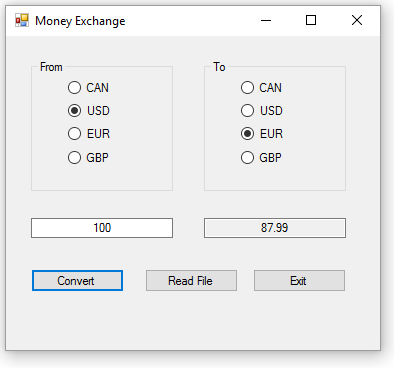 Money Exchange
From
CAN
USD
EUR
GBP
To
CAN
USD
EUR
GBP
100
87.99
Convert
Read File
Exit